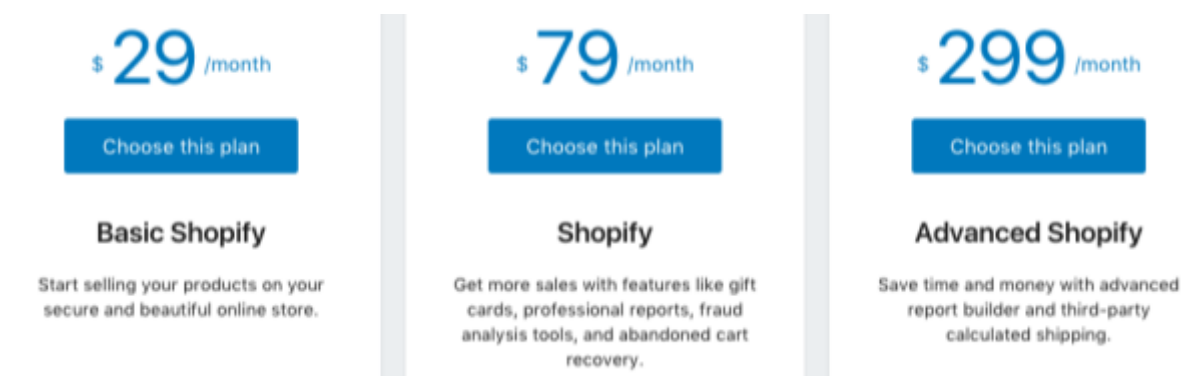 $ 29 /month
Choose this plan
Basic Shopify
Start selling your products on your
secure and beautiful online store.
$ 79 /month
Choose this plan
Shopify
Get more sales with features like gift
cards, professional reports, fraud
analysis tools, and abandoned cart
recovery.
$ 299 /month
Choose this plan
Advanced Shopify
Save time and money with advanced
report builder and third-party
calculated shipping.